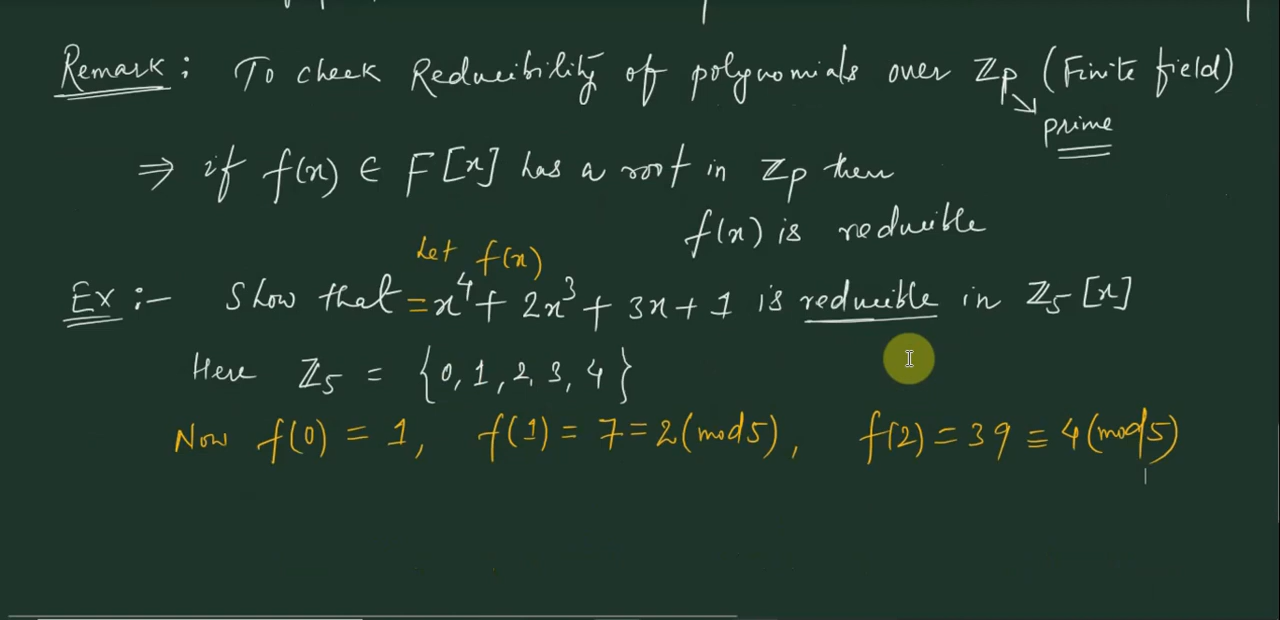 Remark: To check Reducibility of polynomials over Zₚ (Finite field)
prime
⇒ if f(x) ∈ F[x] has a root in Zₚ then
f(x) is reducible
Let f(x)
Ex:- Show that = x⁴ + 2x³ + 3x + 1 is reducible in Z₅[x]
Here Z₅ = {0, 1, 2, 3, 4}
Now f(0) = 1, f(1) = 7 = 2 (mod 5), f(2) = 39 ≡ 4 (mod 5)